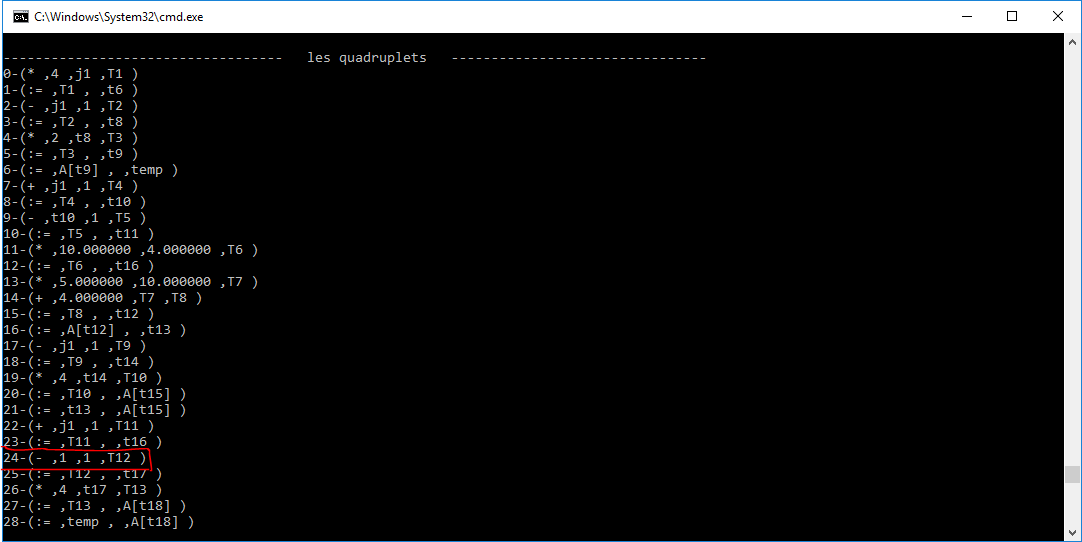 C:\Windows\System32\cmd.exe
---------------------------------- les quadruplets --------------------------------
0-(* ,4 ,j1 ,T1 )
1-(:= ,T1 , ,t6 )
2-(- ,j1 ,1 ,T2 )
3-(:= ,T2 , ,t8 )
4-(* ,2 ,t8 ,T3 )
5-(:= ,T3 , ,t9 )
6-(:= ,A[t9] , ,temp )
7-(+ ,j1 ,1 ,T4 )
8-(:= ,T4 , ,t10 )
9-(- ,t10 ,1 ,T5 )
10-(:= ,T5 , ,t11 )
11-(* ,10.000000 ,4.000000 ,T6 )
12-(:= ,T6 , ,t16 )
13-(* ,5.000000 ,10.000000 ,T7 )
14-(+ ,4.000000 ,T7 ,T8 )
15-(:= ,T8 , ,t12 )
16-(:= ,A[t12] , ,t13 )
17-(- ,j1 ,1 ,T9 )
18-(:= ,T9 , ,t14 )
19-(* ,4 ,t14 ,T10 )
20-(:= ,T10 , ,A[t15] )
21-(:= ,t13 , ,A[t15] )
22-(+ ,j1 ,1 ,T11 )
23-(:= ,T11 , ,t16 )
24-(- ,1 ,1 ,T12 )
25-(:= ,T12 , ,t17 )
26-(* ,4 ,t17 ,T13 )
27-(:= ,T13 , ,A[t18] )
28-(:= ,temp , ,A[t18] )